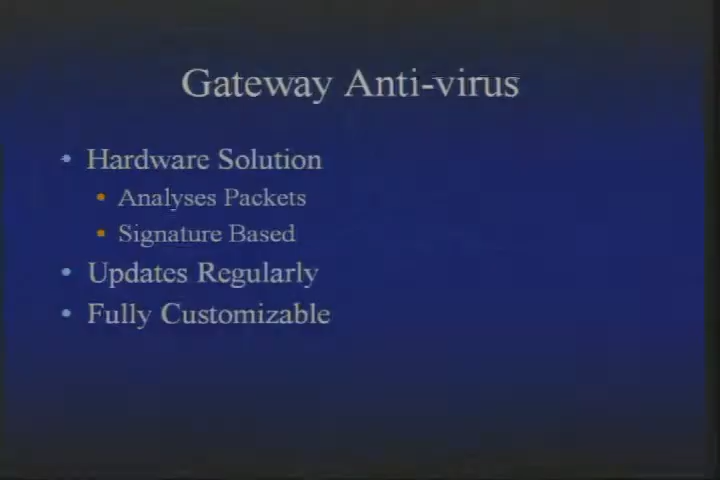 Gateway Anti-virus
• Hardware Solution
• Analyses Packets
• Signature Based
• Updates Regularly
• Fully Customizable